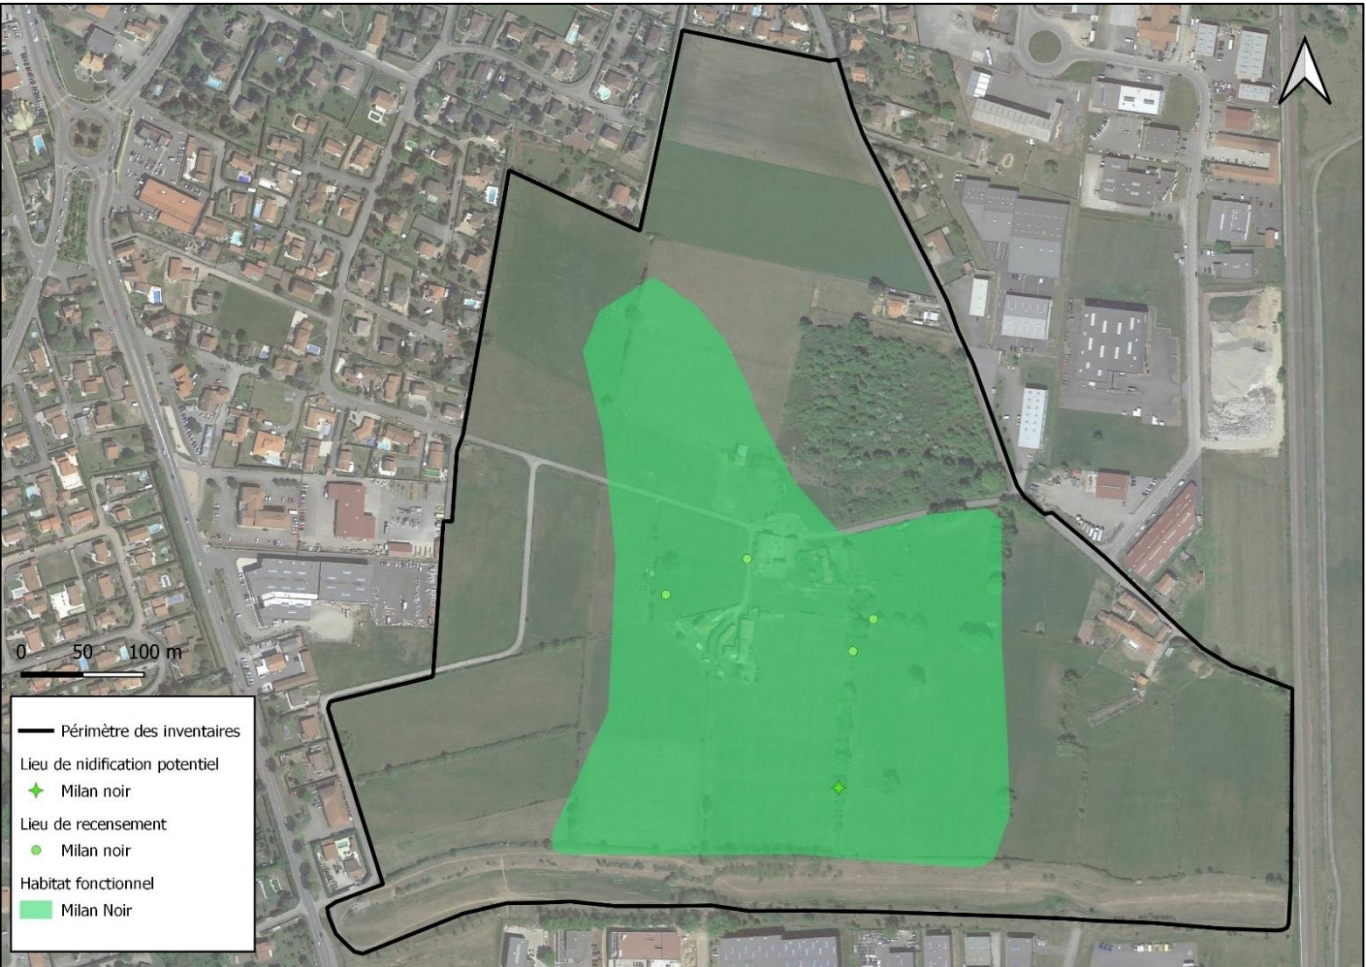 0 50 100 m
Périmètre des inventaires
Lieu de nidification potentiel
Milan noir
Lieu de recensement
Milan noir
Habitat fonctionnel
Milan Noir